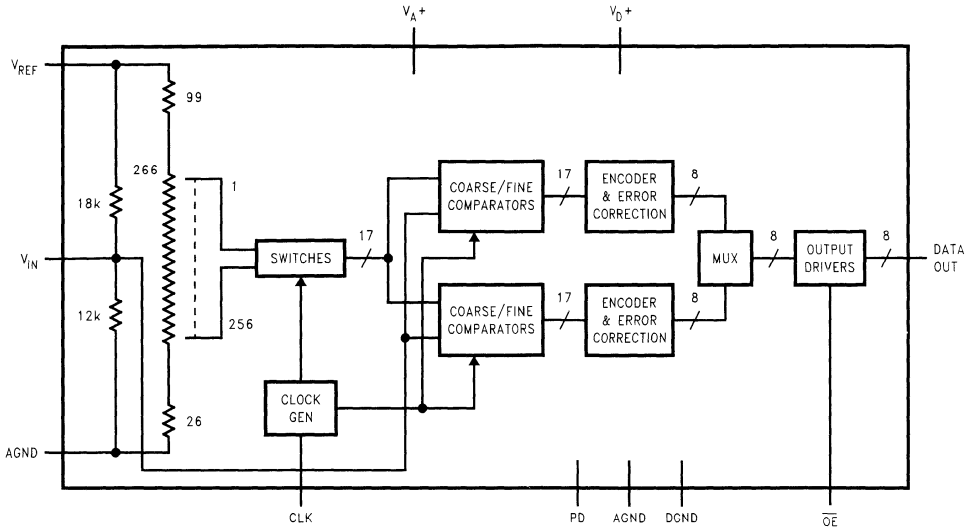 V_A+
V_D+
V_REF
99
266
1
18k
V_IN
12k
256
26
AGND
SWITCHES
17
CLOCK
GEN
COARSE/FINE
COMPARATORS
17
ENCODER
& ERROR
CORRECTION
8
COARSE/FINE
COMPARATORS
17
ENCODER
& ERROR
CORRECTION
8
MUX
8
OUTPUT
DRIVERS
8
DATA
OUT
CLK
PD
AGND
DGND
OE